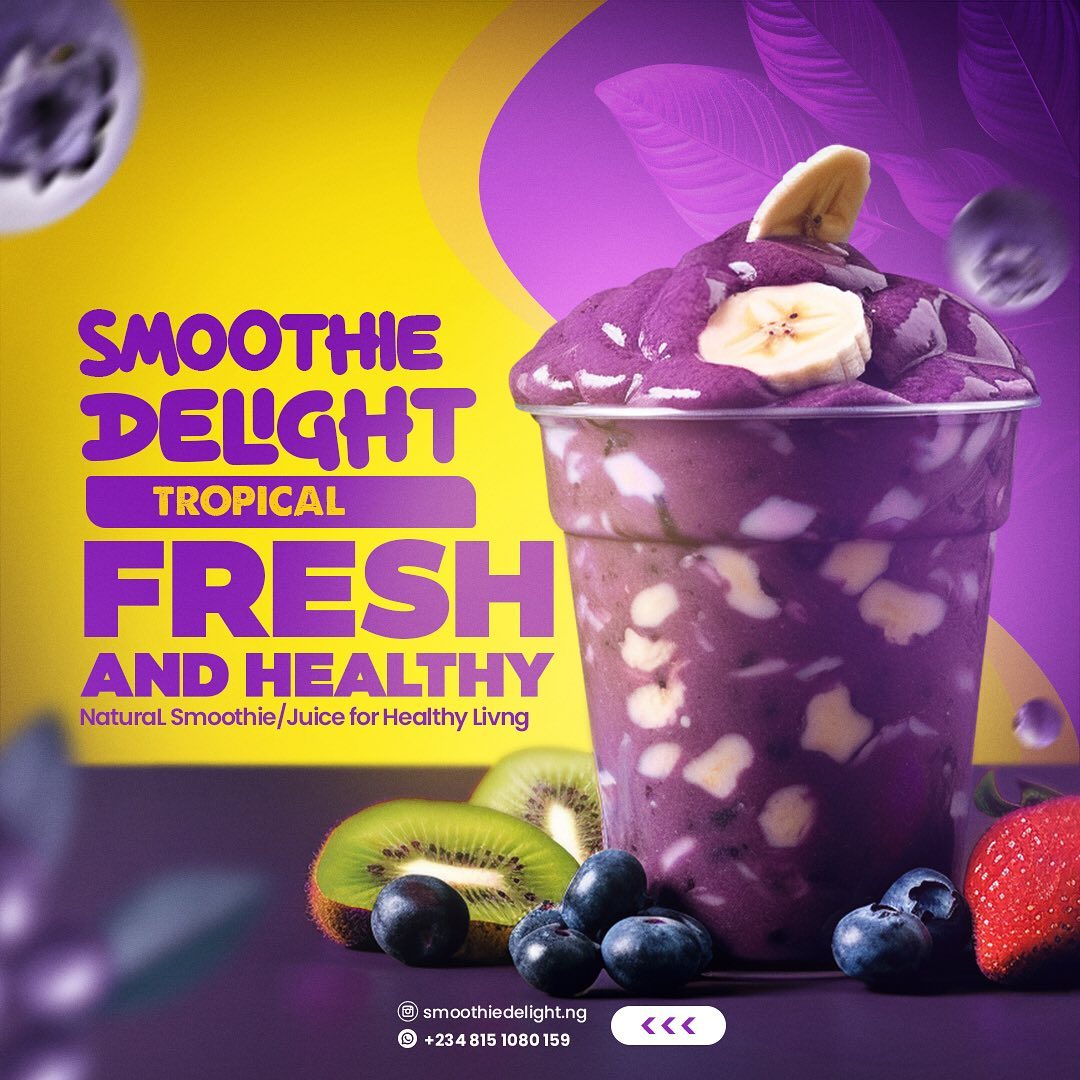 SMOOTHIE
DELIGHT
TROPICAL
FRESH
AND HEALTHY
NaturaL Smoothie/Juice for Healthy Livng
smoothiedelight.ng
+234 815 1080 159